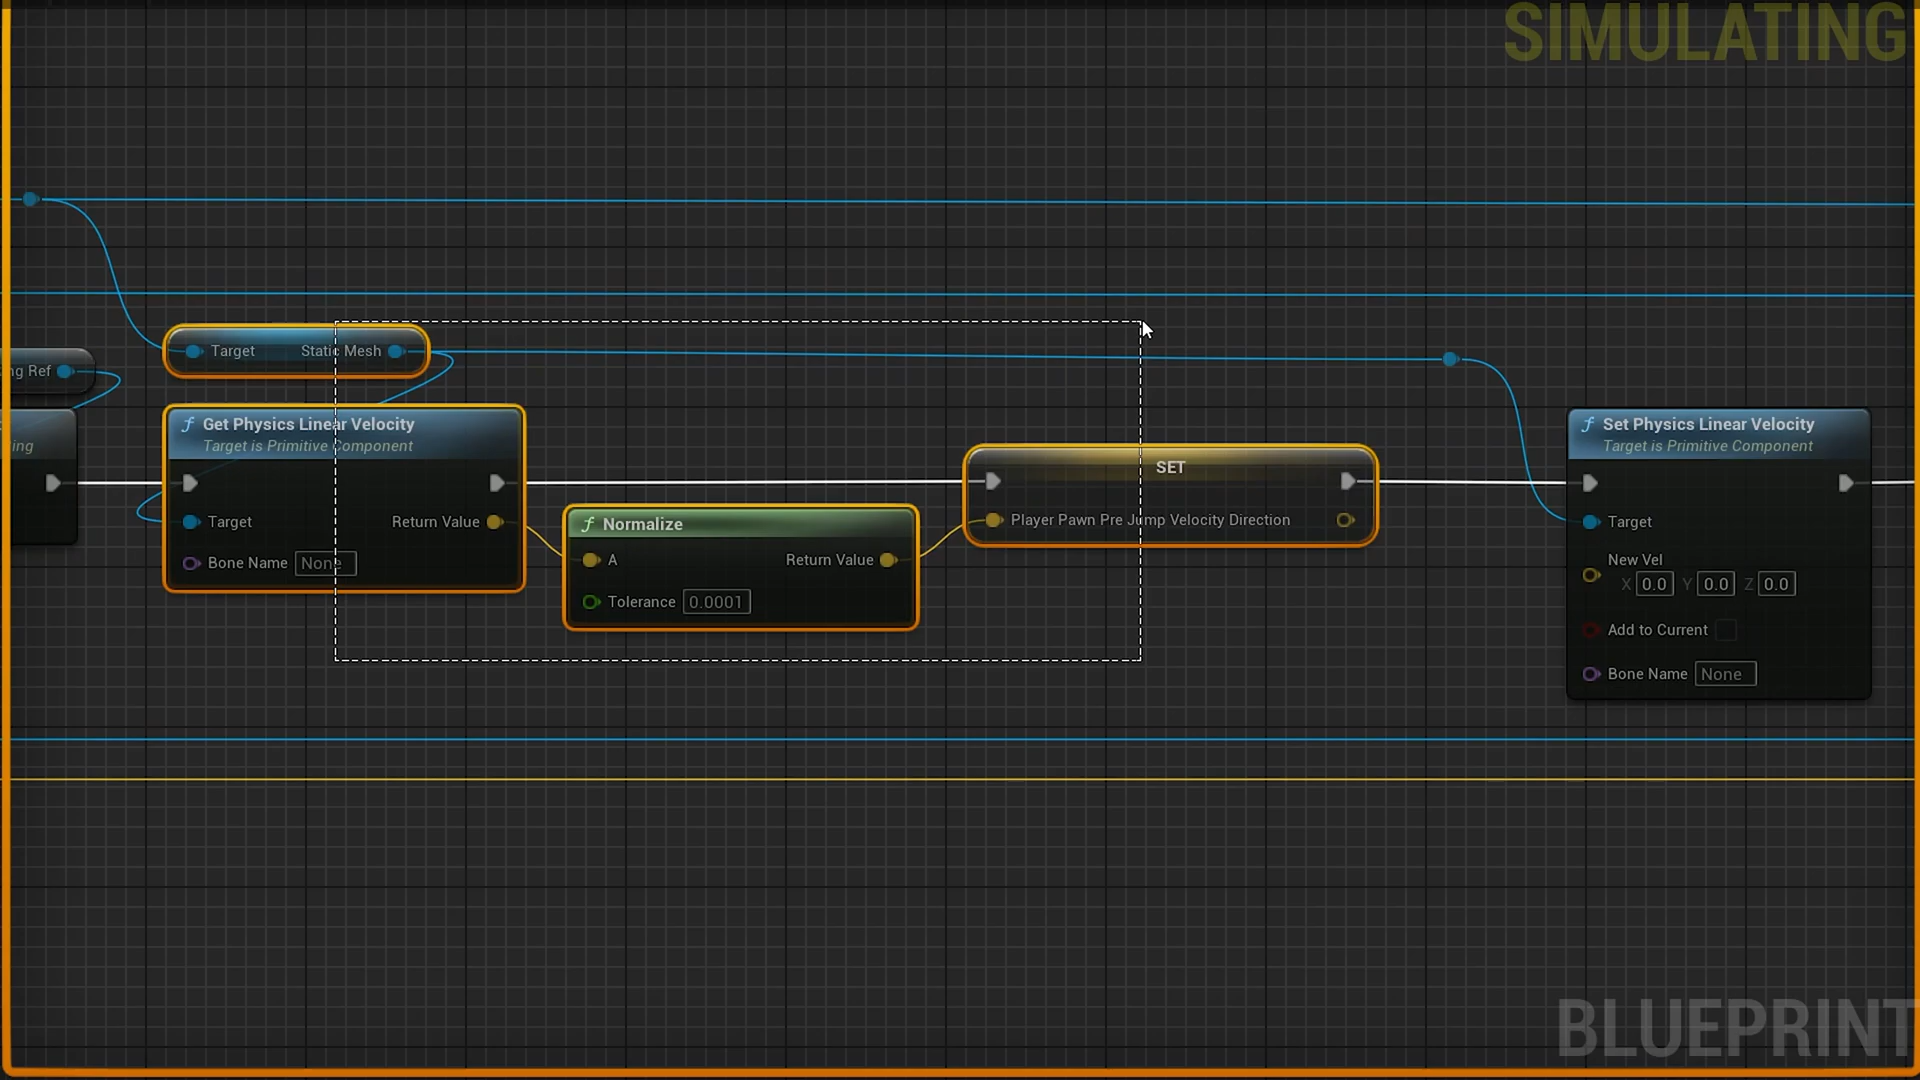 SIMULATING
Target Static Mesh
ng Ref
Get Physics Linear Velocity
Target is Primitive Component
ing
Target Return Value
Bone Name None
Normalize
A Return Value
Tolerance 0.0001
SET
Player Pawn Pre Jump Velocity Direction
Set Physics Linear Velocity
Target is Primitive Component
Target
New Vel
X 0.0 Y 0.0 Z 0.0
Add to Current
Bone Name None
BLUEPRINT